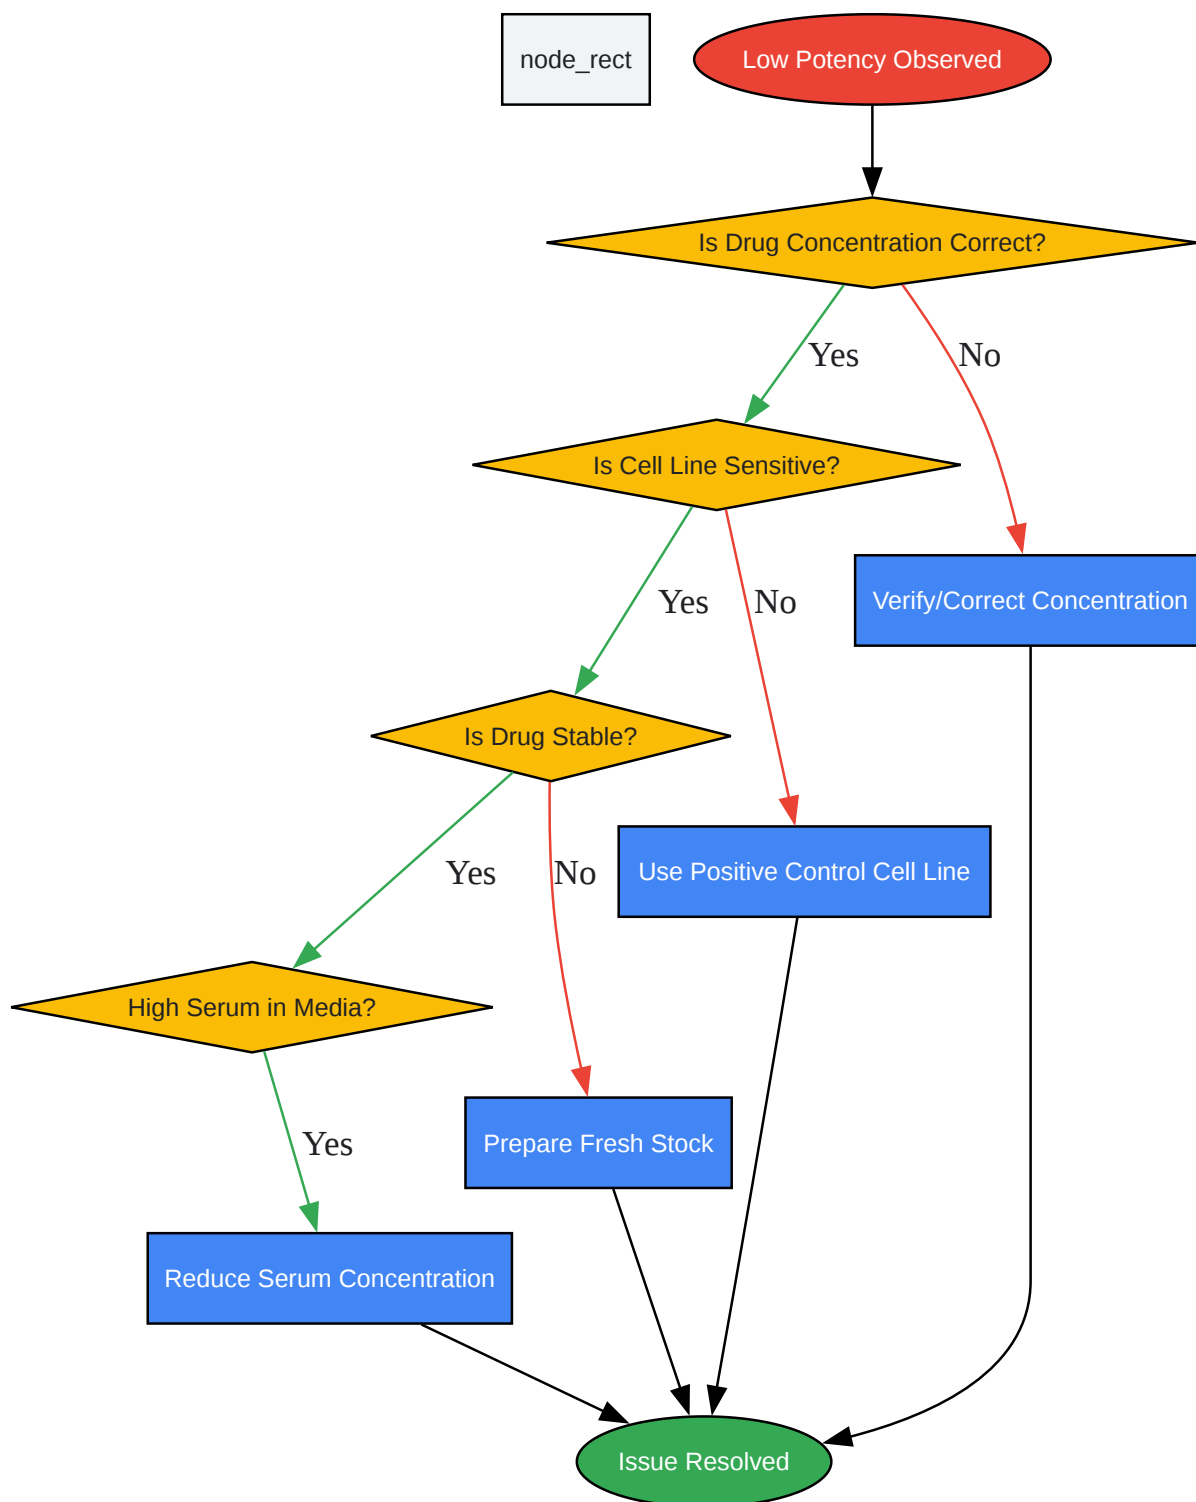 node_rect
Low Potency Observed
Is Drug Concentration Correct?
Yes
No
Is Cell Line Sensitive?
Verify/Correct Concentration
Yes
No
Is Drug Stable?
Use Positive Control Cell Line
Yes
No
High Serum in Media?
Prepare Fresh Stock
Yes
Reduce Serum Concentration
Issue Resolved